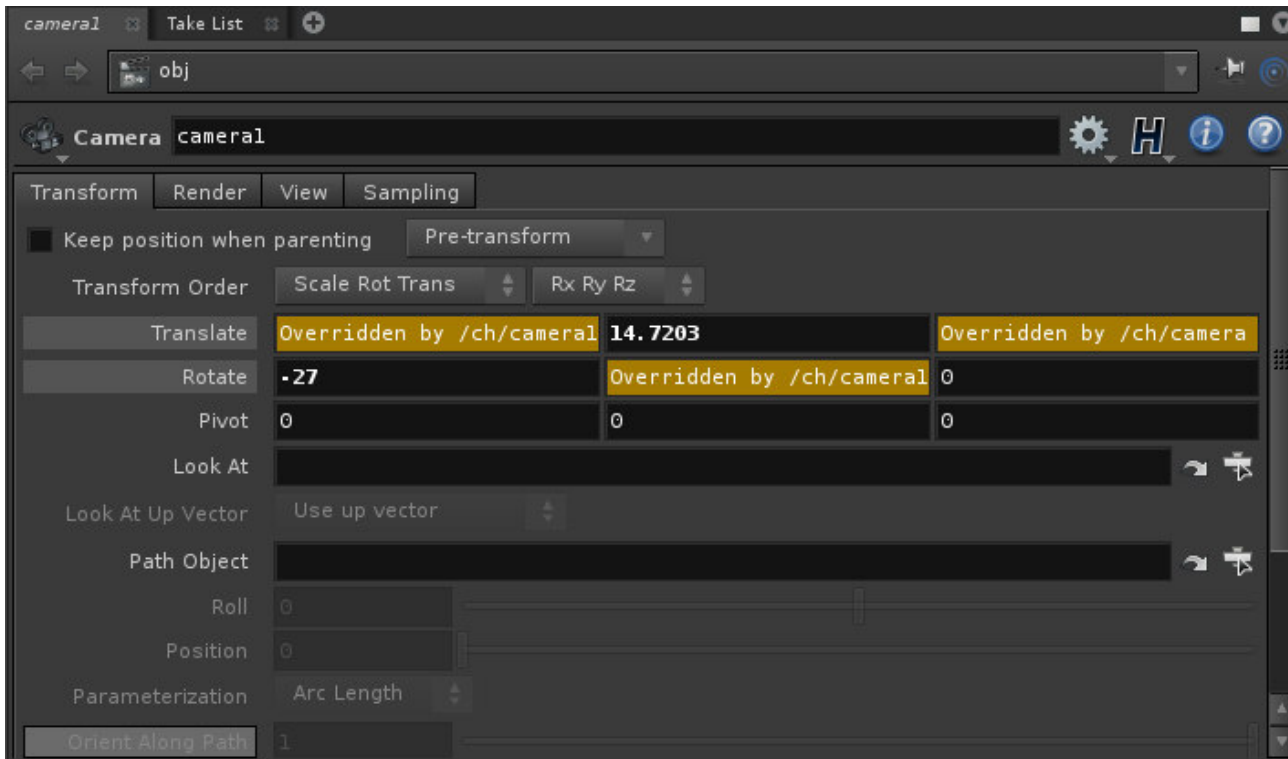 camera1 Take List
obj
Camera camera1
Transform Render View Sampling
Keep position when parenting Pre-transform
Transform Order Scale Rot Trans Rx Ry Rz
Translate Overridden by /ch/camera1 14.7203 Overridden by /ch/camera
Rotate -27 Overridden by /ch/camera1 0
Pivot 0 0 0
Look At
Look At Up Vector Use up vector
Path Object
Roll 0
Position 0
Parameterization Arc Length
Orient Along Path 1